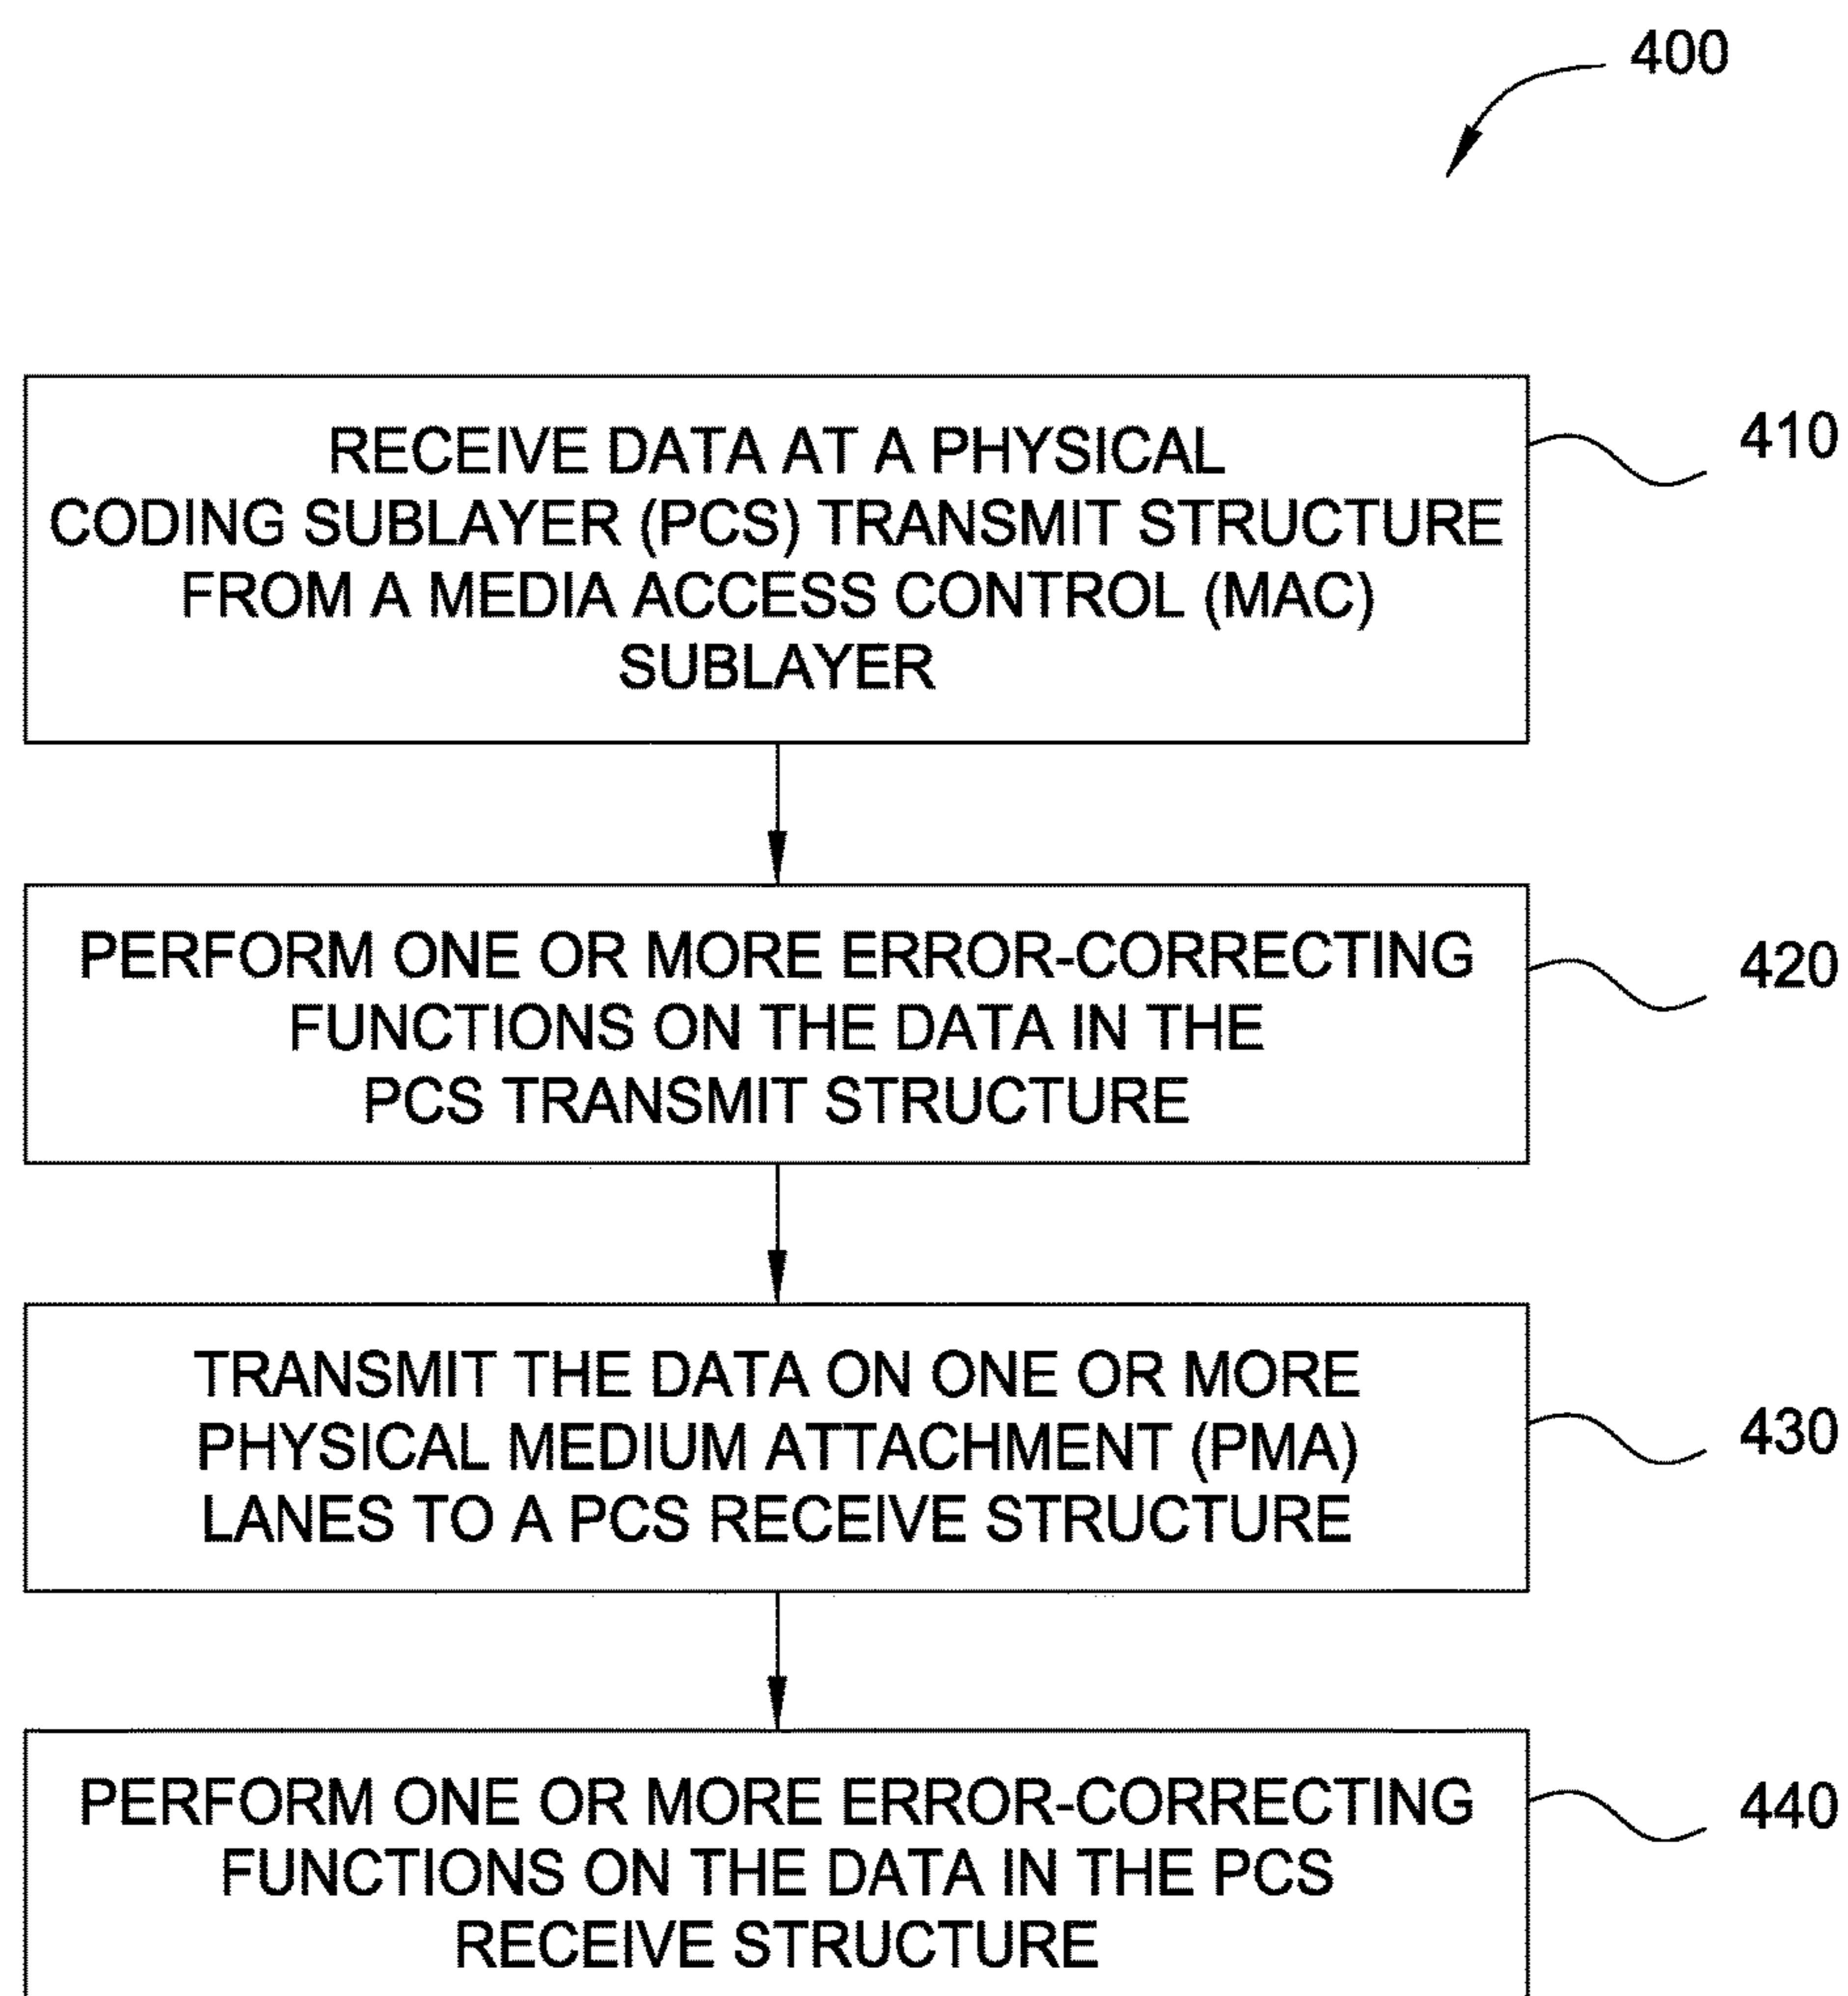 400
RECEIVE DATA AT A PHYSICAL
CODING SUBLAYER (PCS) TRANSMIT STRUCTURE
FROM A MEDIA ACCESS CONTROL (MAC)
SUBLAYER
410
PERFORM ONE OR MORE ERROR-CORRECTING
FUNCTIONS ON THE DATA IN THE
PCS TRANSMIT STRUCTURE
420
TRANSMIT THE DATA ON ONE OR MORE
PHYSICAL MEDIUM ATTACHMENT (PMA)
LANES TO A PCS RECEIVE STRUCTURE
430
PERFORM ONE OR MORE ERROR-CORRECTING
FUNCTIONS ON THE DATA IN THE PCS
RECEIVE STRUCTURE
440